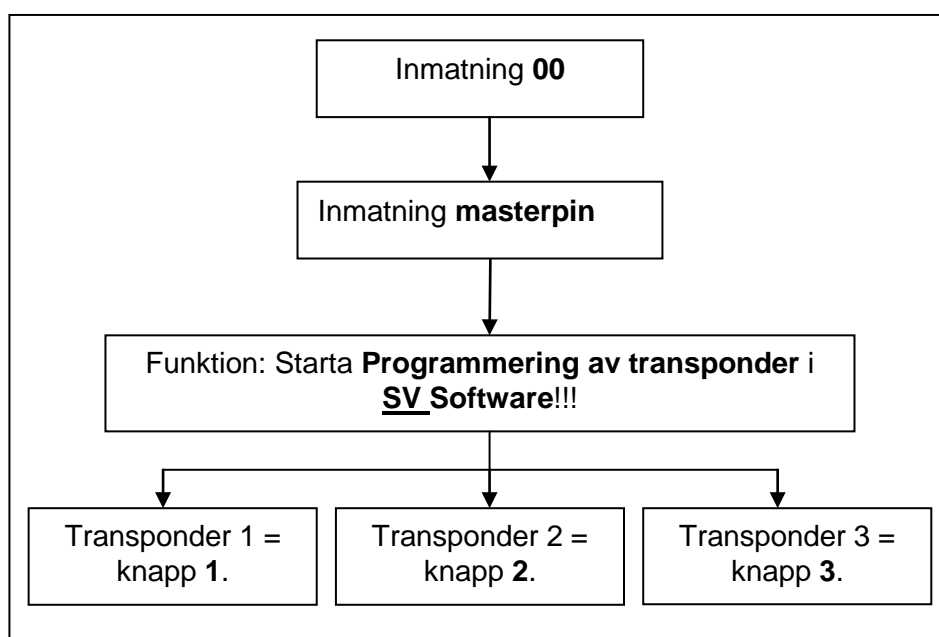 Inmatning 00
Inmatning masterpin
Funktion: Starta Programmering av transponder i
SV Software!!!
Transponder 1 =
knapp 1.
Transponder 2 =
knapp 2.
Transponder 3 =
knapp 3.